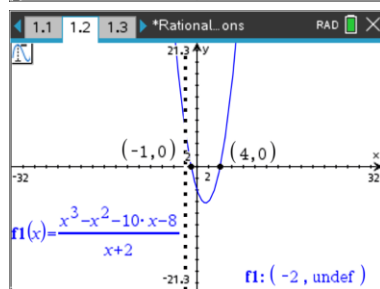 1.1 1.2 1.3 *Rational...ons RAD
21.3 y
(-1,0) 2 (4,0) x
-32 2 32
f1(x)=x³-x²-10·x-8
x+2
-21.3 f1: (-2, undef)